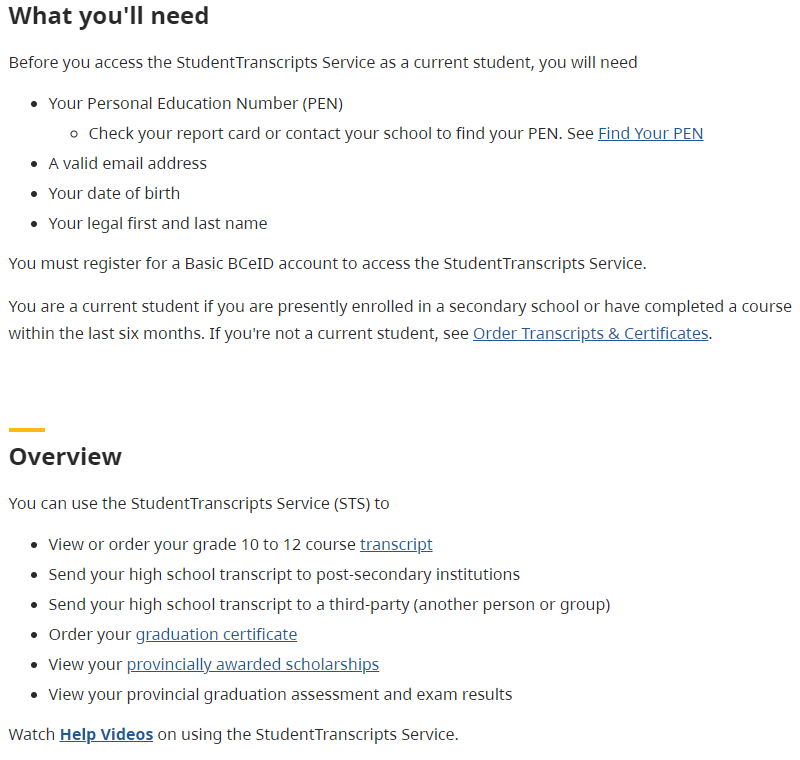 What you'll need
Before you access the StudentTranscripts Service as a current student, you will need
Your Personal Education Number (PEN)
Check your report card or contact your school to find your PEN. See Find Your PEN
A valid email address
Your date of birth
Your legal first and last name
You must register for a Basic BCeID account to access the StudentTranscripts Service.
You are a current student if you are presently enrolled in a secondary school or have completed a course
within the last six months. If you're not a current student, see Order Transcripts & Certificates.
Overview
You can use the StudentTranscripts Service (STS) to
View or order your grade 10 to 12 course transcript
Send your high school transcript to post-secondary institutions
Send your high school transcript to a third-party (another person or group)
Order your graduation certificate
View your provincially awarded scholarships
View your provincial graduation assessment and exam results
Watch Help Videos on using the StudentTranscripts Service.